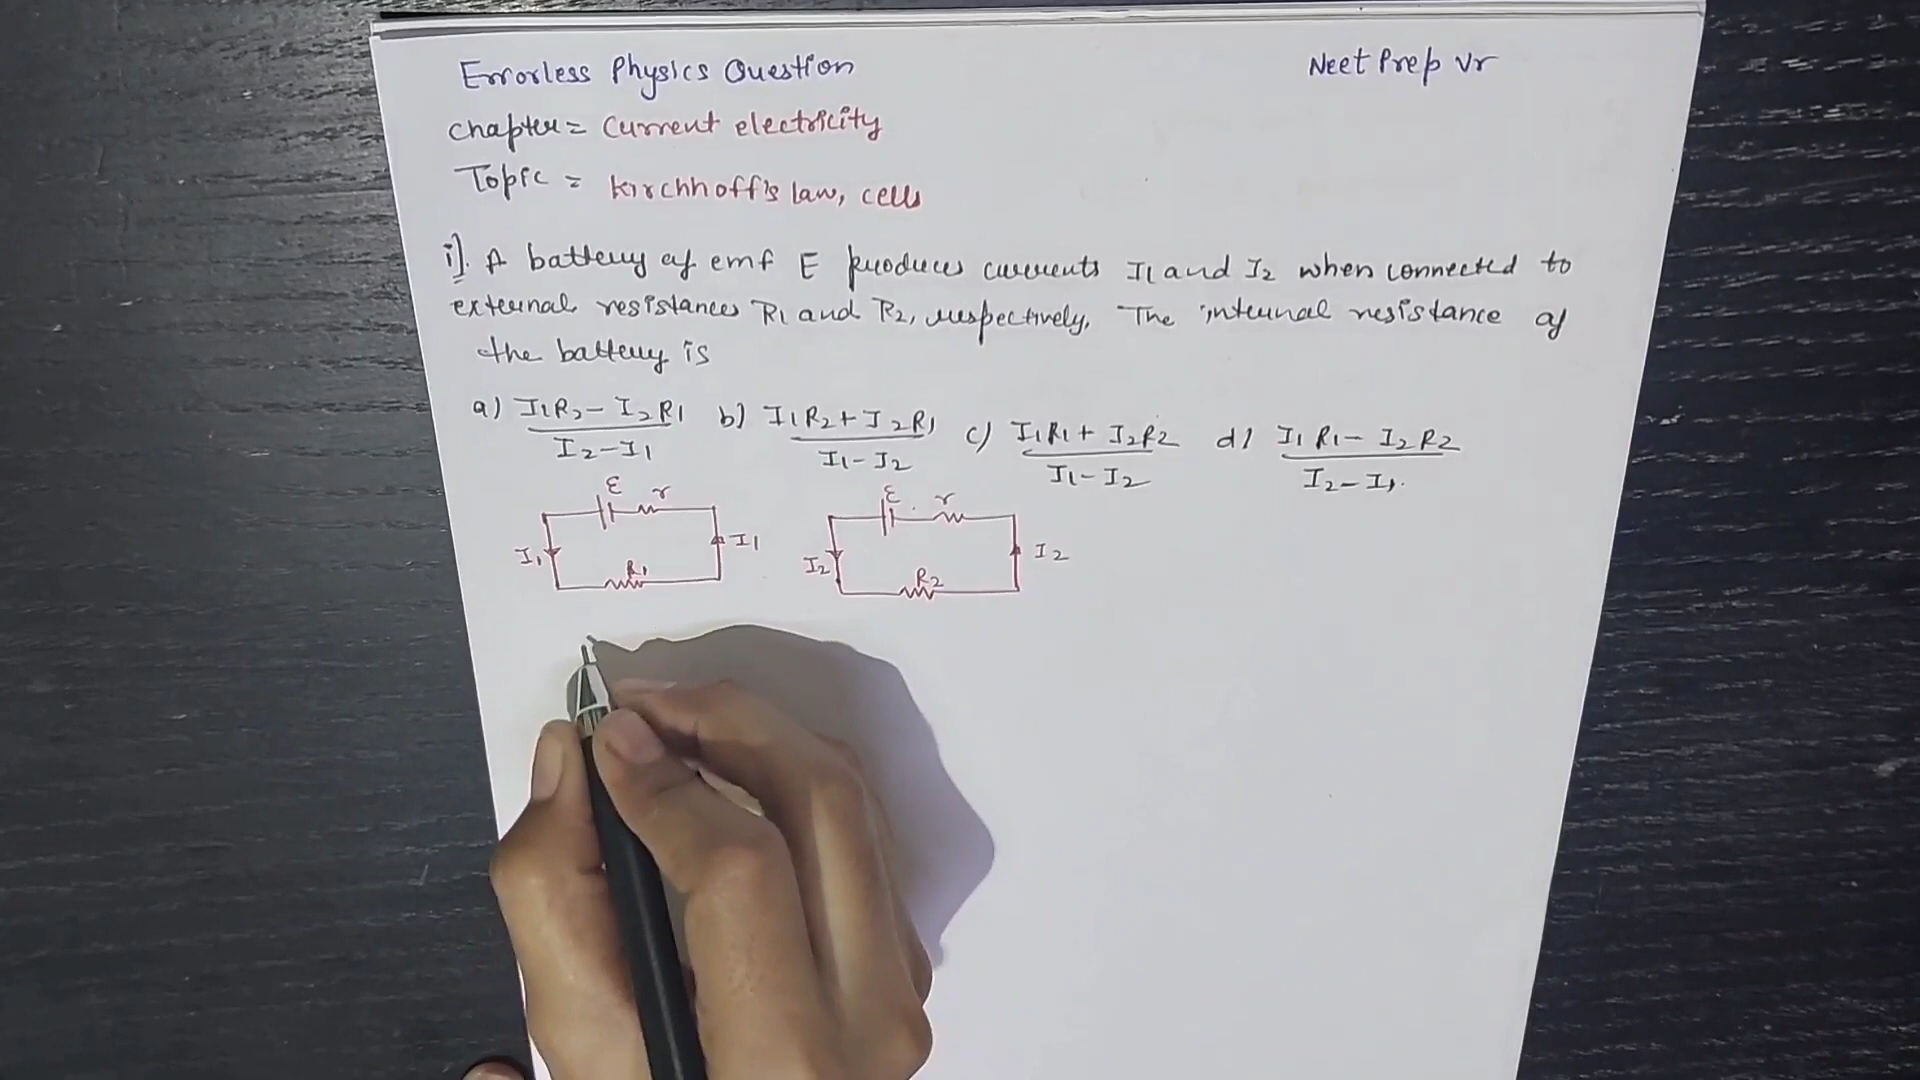 Errorless Physics Question
Neet Prep Vr
Chapter = Current electricity
Topic = Kirchhoff's law, cells
i]. A battery of emf E produces currents I1 and I2 when connected to
external resistances R1 and R2, respectively. The internal resistance of
the battery is
a) I1R2 - I2R1 / I2 - I1 b) I1R2 + I2R1 / I1 - I2 c) I1R1 + I2R2 / I1 - I2 d) I1R1 - I2R2 / I2 - I1.
ε r ε r
I1 I1 I2 I2
R1 R2